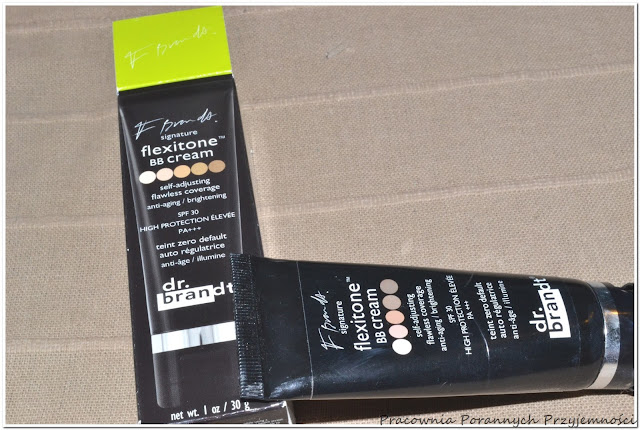 F Brandt.
F Brandt.
signature
flexitone™
BB cream
self-adjusting
flawless coverage
anti-aging / brightening
SPF 30
HIGH PROTECTION ÉLEVÉE
PA+++
teint zero default
auto régulatrice
anti-âge / illumine
dr.
brandt
net wt. 1 oz / 30 g
F Brandt.
signature
flexitone™
BB cream
self-adjusting
flawless coverage
anti-aging / brightening
SPF 30
HIGH PROTECTION ÉLEVÉE
PA +++
teint zero default
auto régulatrice
anti-âge / illumine
dr.
brandt
Pracownia Porannych Przyjemności